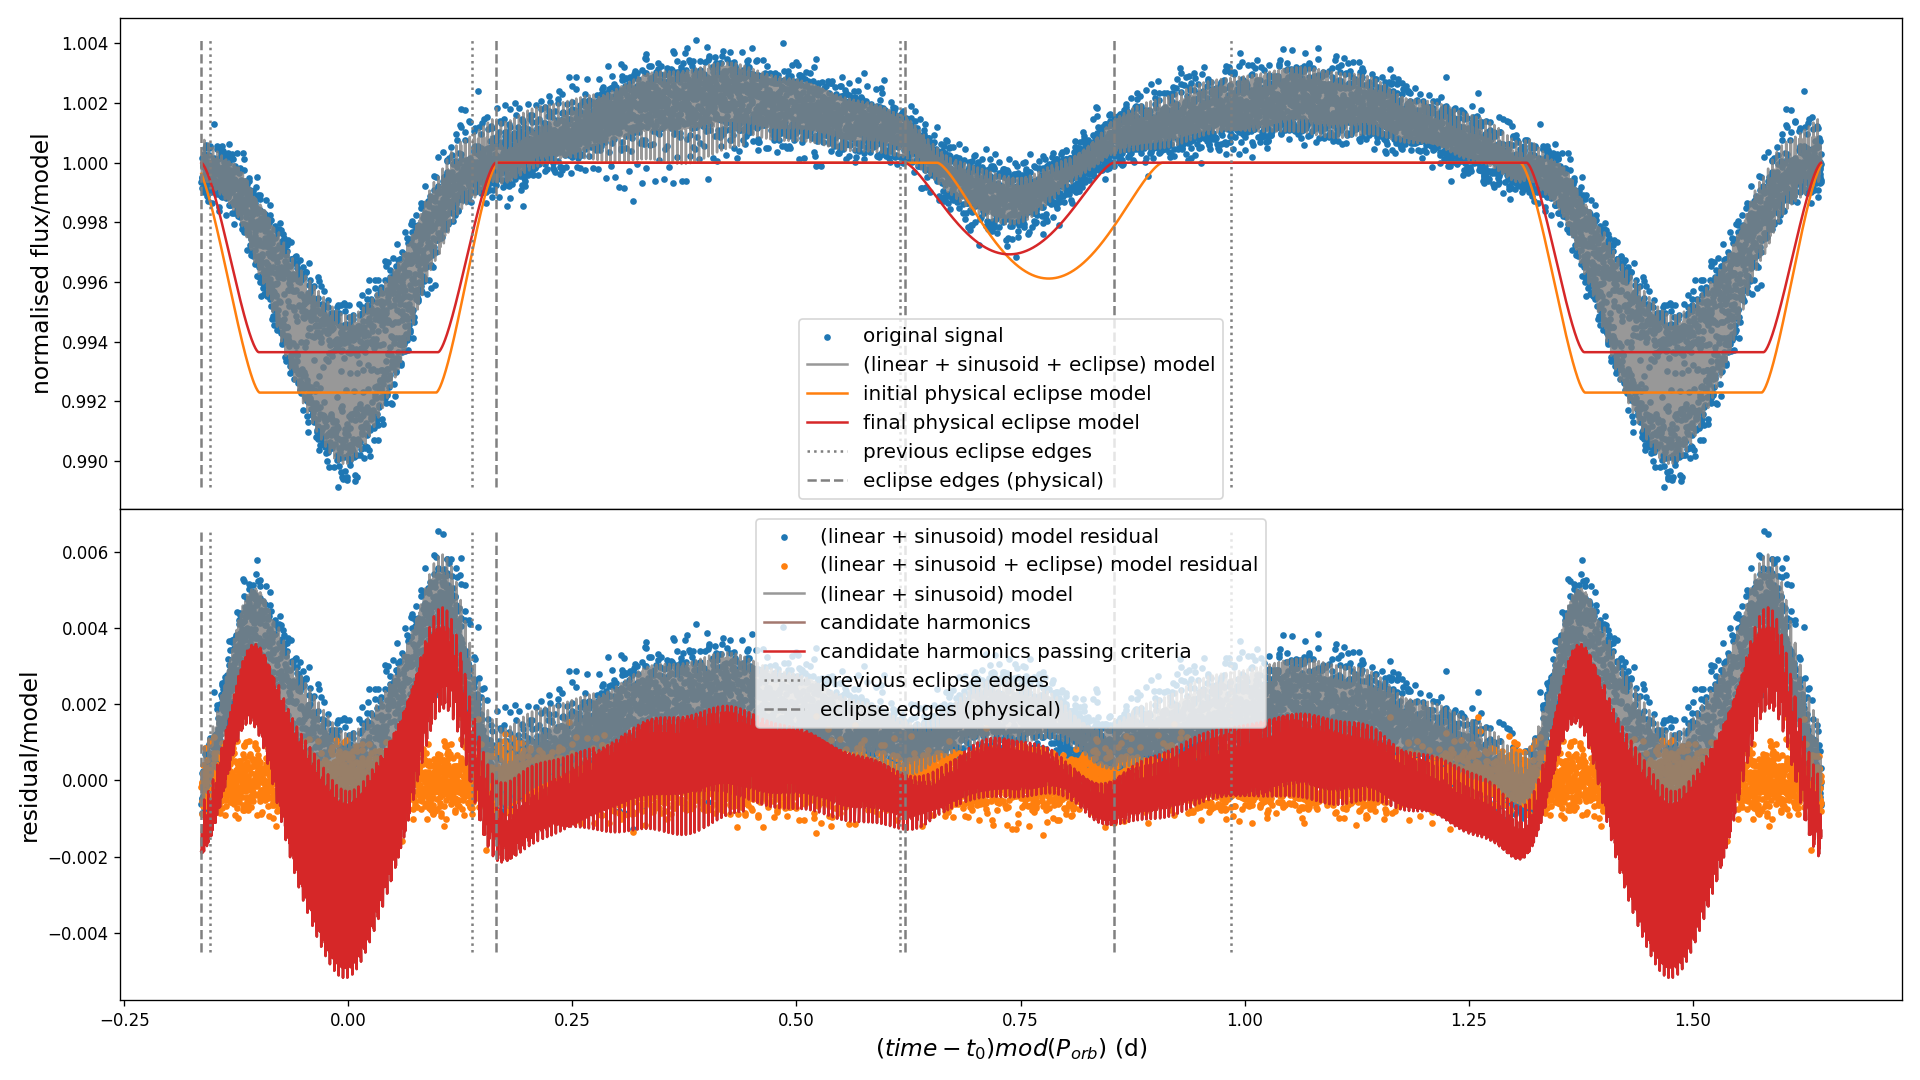 1.004
1.002
1.000
0.998
0.996
0.994
0.992
0.990
normalised flux/model
original signal
(linear + sinusoid + eclipse) model
initial physical eclipse model
final physical eclipse model
previous eclipse edges
eclipse edges (physical)
0.006
0.004
0.002
0.000
−0.002
−0.004
residual/model
(linear + sinusoid) model residual
(linear + sinusoid + eclipse) model residual
(linear + sinusoid) model
candidate harmonics
candidate harmonics passing criteria
previous eclipse edges
eclipse edges (physical)
−0.25 0.00 0.25 0.50 0.75 1.00 1.25 1.50
(time − t₀)mod(P_orb) (d)